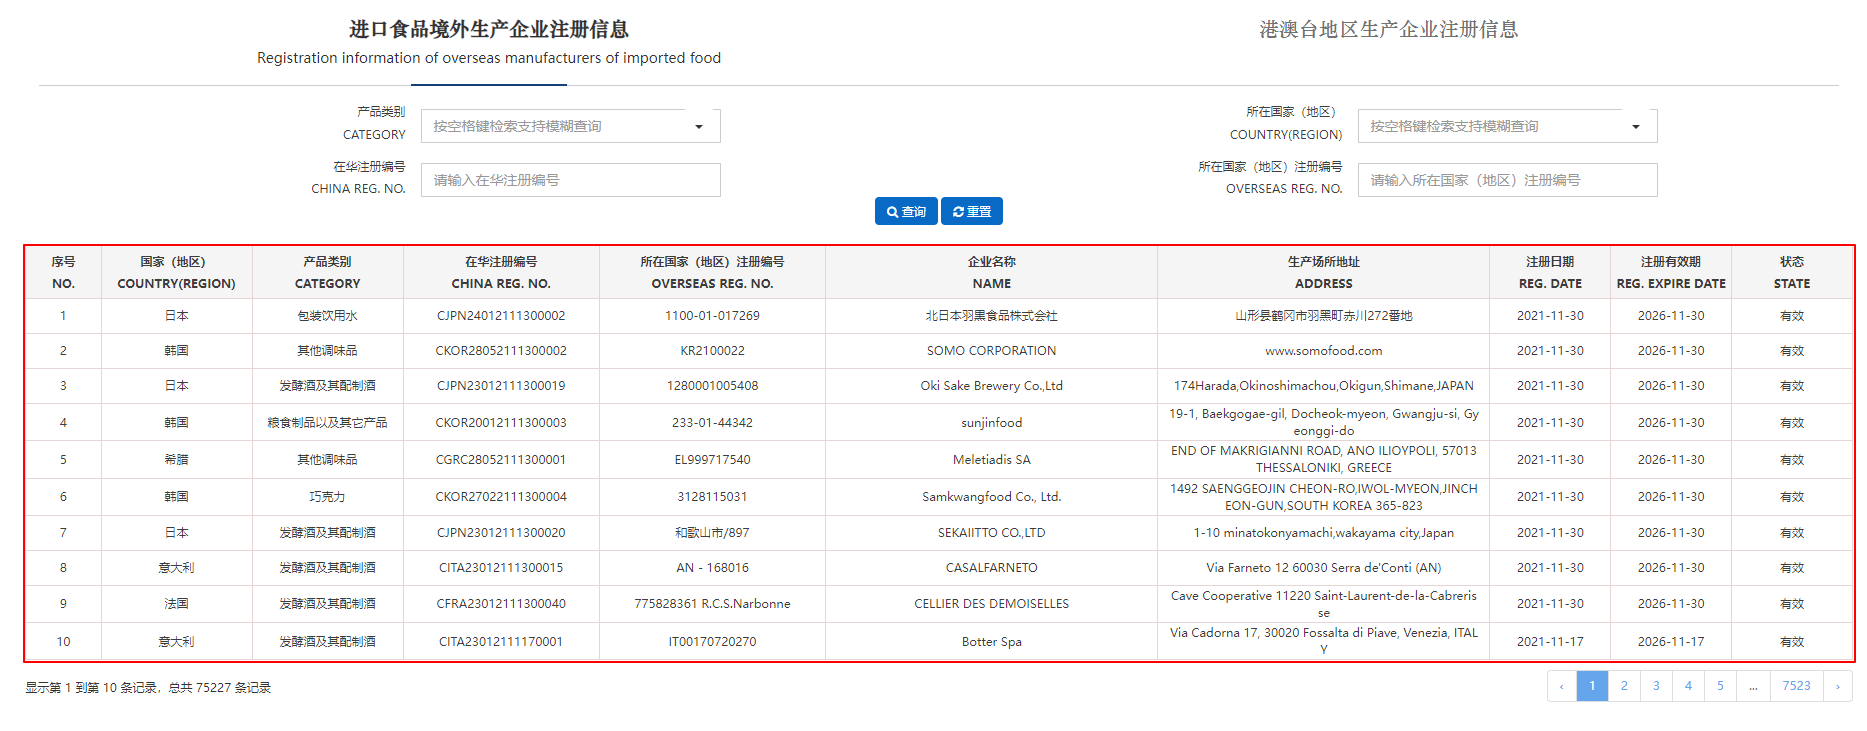 进口食品境外生产企业注册信息
Registration information of overseas manufacturers of imported food
港澳台地区生产企业注册信息
产品类别
CATEGORY
按空格键检索支持模糊查询
所在国家（地区）
COUNTRY(REGION)
按空格键检索支持模糊查询
在华注册编号
CHINA REG. NO.
请输入在华注册编号
所在国家（地区）注册编号
OVERSEAS REG. NO.
请输入所在国家（地区）注册编号
查询 重置
序号 国家（地区） 产品类别 在华注册编号 所在国家（地区）注册编号 企业名称 生产场所地址 注册日期 注册有效期 状态
NO. COUNTRY(REGION) CATEGORY CHINA REG. NO. OVERSEAS REG. NO. NAME ADDRESS REG. DATE REG. EXPIRE DATE STATE
1 日本 包装饮用水 CJPN24012111300002 1100-01-017269 北日本羽黑食品株式会社 山形县鹤冈市羽黑町赤川272番地 2021-11-30 2026-11-30 有效
2 韩国 其他调味品 CKOR28052111300002 KR2100022 SOMO CORPORATION www.somofood.com 2021-11-30 2026-11-30 有效
3 日本 发酵酒及其配制酒 CJPN23012111300019 1280001005408 Oki Sake Brewery Co.,Ltd 174Harada,Okinoshimachou,Okigun,Shimane,JAPAN 2021-11-30 2026-11-30 有效
4 韩国 粮食制品以及其它产品 CKOR20012111300003 233-01-44342 sunjinfood 19-1, Baekgogae-gil, Docheok-myeon, Gwangju-si, Gy
eonggi-do 2021-11-30 2026-11-30 有效
5 希腊 其他调味品 CGRC28052111300001 EL999717540 Meletiadis SA END OF MAKRIGIANNI ROAD, ANO ILIOYPOLI, 57013
THESSALONIKI, GREECE 2021-11-30 2026-11-30 有效
6 韩国 巧克力 CKOR27022111300004 3128115031 Samkwangfood Co., Ltd. 1492 SAENGGEOJIN CHEON-RO,IWOL-MYEON,JINCH
EON-GUN,SOUTH KOREA 365-823 2021-11-30 2026-11-30 有效
7 日本 发酵酒及其配制酒 CJPN23012111300020 和歌山市/897 SEKAIITTO CO.,LTD 1-10 minatokonyamachi,wakayama city,Japan 2021-11-30 2026-11-30 有效
8 意大利 发酵酒及其配制酒 CITA23012111300015 AN - 168016 CASALFARNETO Via Farneto 12 60030 Serra de'Conti (AN) 2021-11-30 2026-11-30 有效
9 法国 发酵酒及其配制酒 CFRA23012111300040 775828361 R.C.S.Narbonne CELLIER DES DEMOISELLES Cave Cooperative 11220 Saint-Laurent-de-la-Cabreris
se 2021-11-30 2026-11-30 有效
10 意大利 发酵酒及其配制酒 CITA23012111170001 IT00170720270 Botter Spa Via Cadorna 17, 30020 Fossalta di Piave, Venezia, ITAL
Y 2021-11-17 2026-11-17 有效
显示第 1 到第 10 条记录，总共 75227 条记录
‹ 1 2 3 4 5 ... 7523 ›